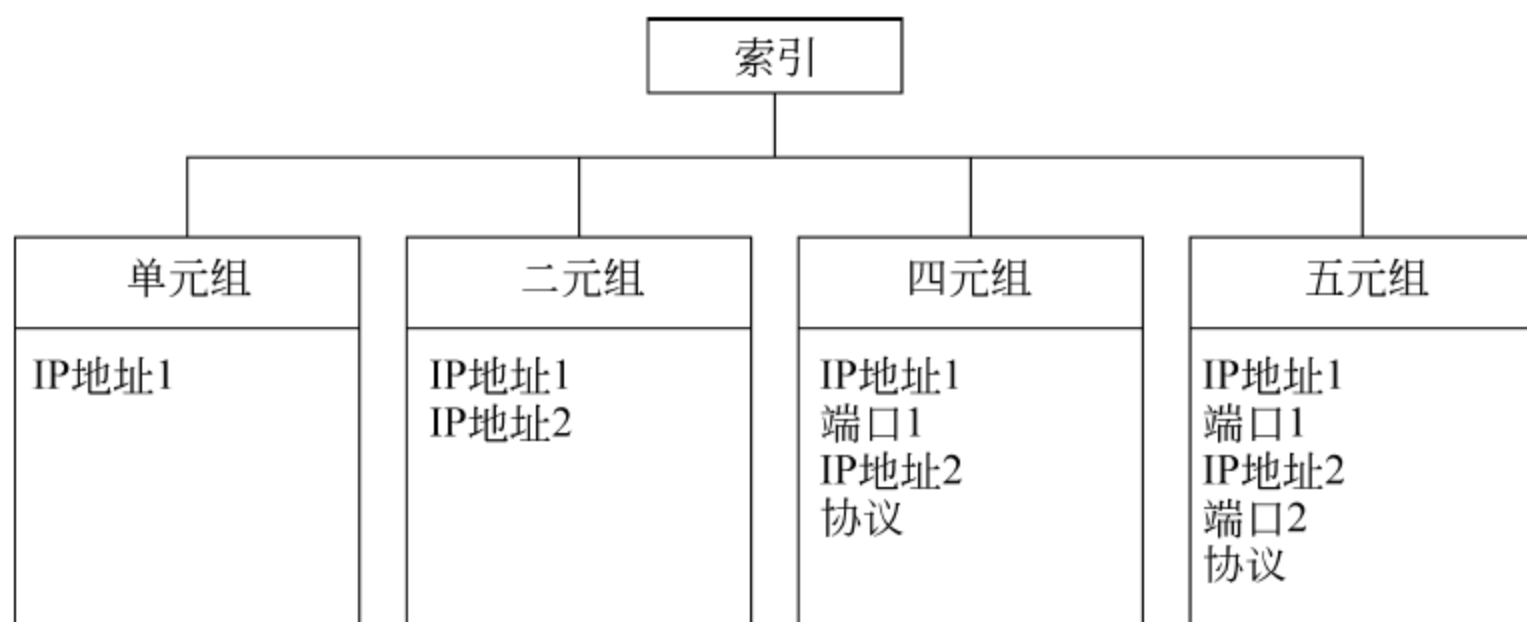 索引
单元组
IP地址1
二元组
IP地址1
IP地址2
四元组
IP地址1
端口1
IP地址2
协议
五元组
IP地址1
端口1
IP地址2
端口2
协议